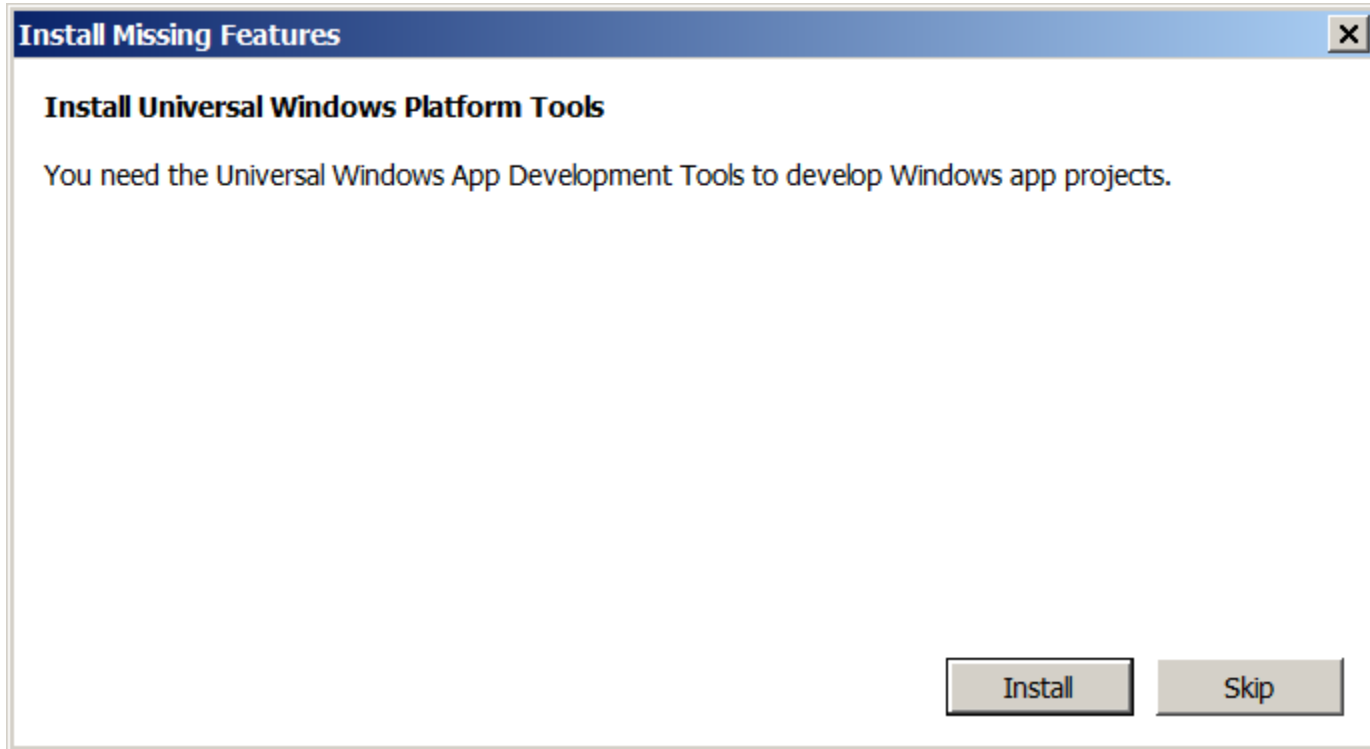 Install Missing Features
Install Universal Windows Platform Tools
You need the Universal Windows App Development Tools to develop Windows app projects.
Install Skip